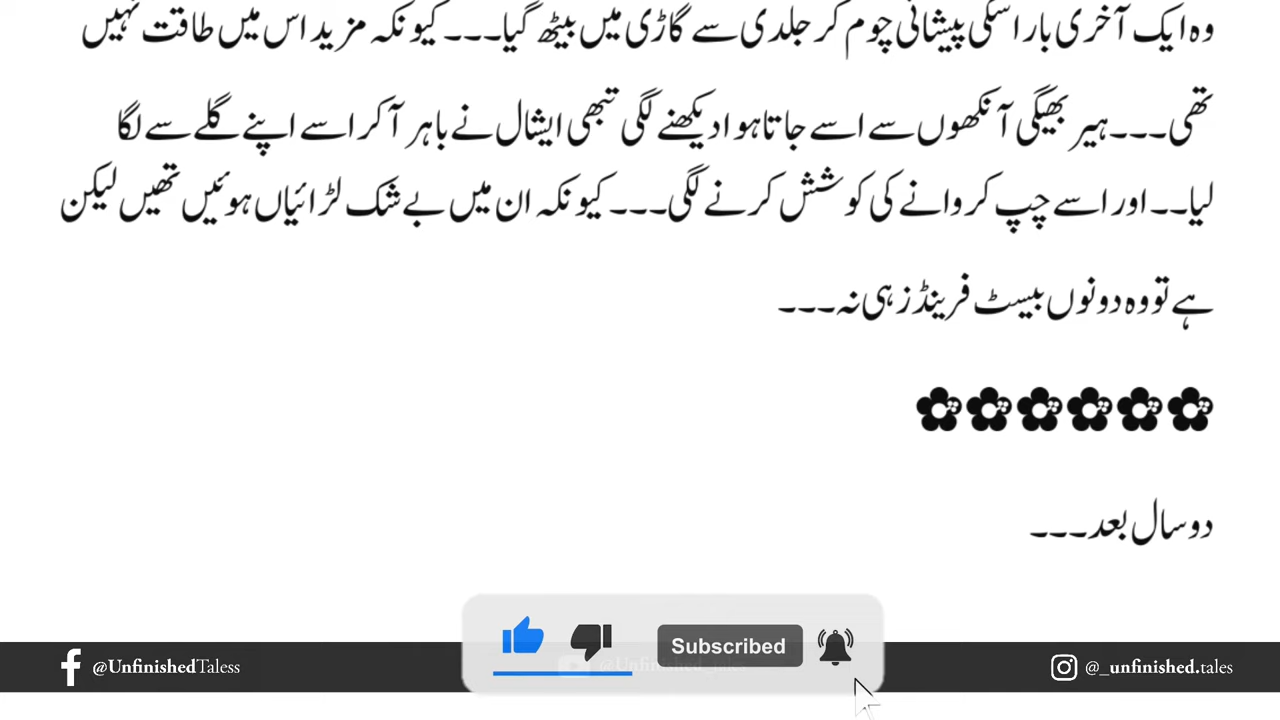 وہ ایک آخری بار اسکی پیشانی چوم کر جلدی سے گاڑی میں بیٹھ گیا۔۔۔ کیونکہ مزید اس میں طاقت نہیں
تھی۔۔۔ ہیر بھیگی آنکھوں سے اسے جاتا ہوا دیکھنے لگی تبھی ایشال نے باہر آ کر اسے اپنے گلے سے لگا
لیا۔۔ اور اسے چپ کروانے کی کوشش کرنے لگی۔۔۔ کیونکہ ان میں بے شک لڑائیاں ہوئیں تھیں لیکن
ہے تو وہ دونوں بیسٹ فرینڈز ہی نہ۔۔۔
✿✿✿✿✿✿
دو سال بعد۔۔۔
Subscribed
@UnfinishedTaless
@_unfinished.tales